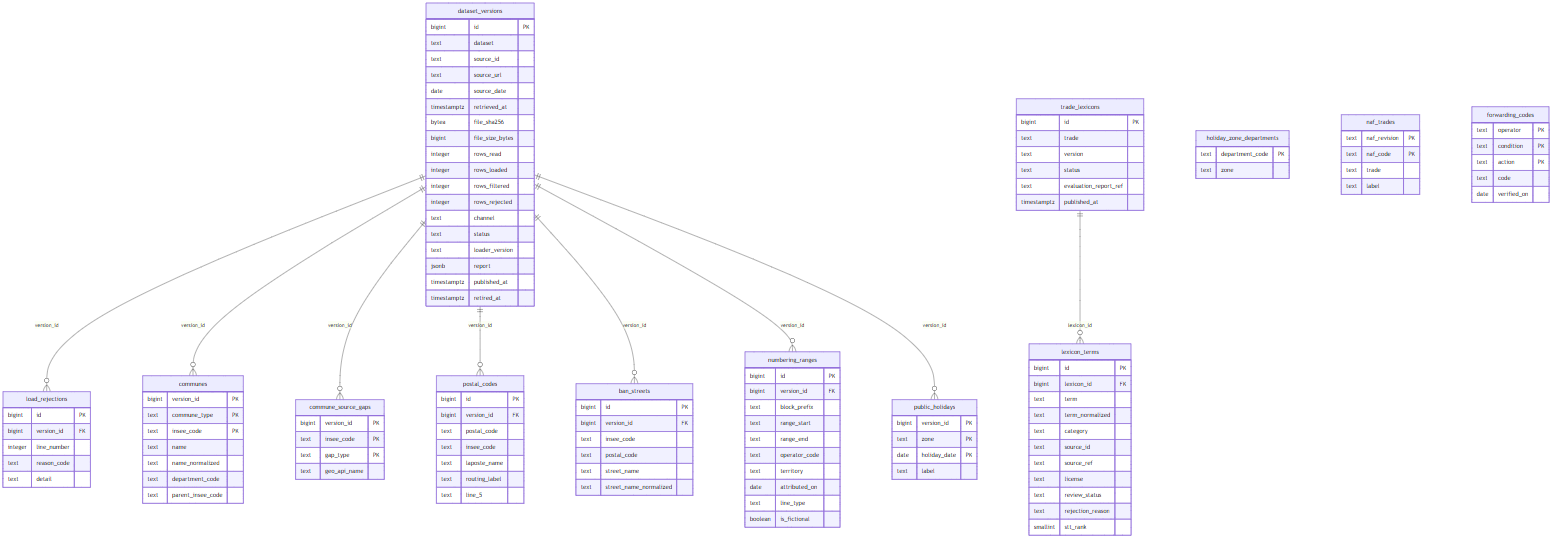 dataset_versions
bigint id PK
text dataset
text source_id
text source_url
date source_date
timestamptz retrieved_at
bytea file_sha256
bigint file_size_bytes
integer rows_read
integer rows_loaded
integer rows_filtered
integer rows_rejected
text channel
text status
text loader_version
jsonb report
timestamptz published_at
timestamptz retired_at
trade_lexicons
bigint id PK
text trade
text version
text status
text evaluation_report_ref
timestamptz published_at
holiday_zone_departments
text department_code PK
text zone
naf_trades
text naf_revision PK
text naf_code PK
text trade
text label
forwarding_codes
text operator PK
text condition PK
text action PK
text code
date verified_on
version_id
version_id
version_id
version_id
version_id
version_id
version_id
lexicon_id
load_rejections
bigint id PK
bigint version_id FK
integer line_number
text reason_code
text detail
communes
bigint version_id PK
text commune_type PK
text insee_code PK
text name
text name_normalized
text department_code
text parent_insee_code
commune_source_gaps
bigint version_id PK
text insee_code PK
text gap_type PK
text geo_api_name
postal_codes
bigint id PK
bigint version_id FK
text postal_code
text insee_code
text laposte_name
text routing_label
text line_5
ban_streets
bigint id PK
bigint version_id FK
text insee_code
text postal_code
text street_name
text street_name_normalized
numbering_ranges
bigint id PK
bigint version_id FK
text block_prefix
text range_start
text range_end
text operator_code
text territory
date attributed_on
text line_type
boolean is_fictional
public_holidays
bigint version_id PK
text zone PK
date holiday_date PK
text label
lexicon_terms
bigint id PK
bigint lexicon_id FK
text term
text term_normalized
text category
text source_id
text source_ref
text license
text review_status
text rejection_reason
smallint stt_rank